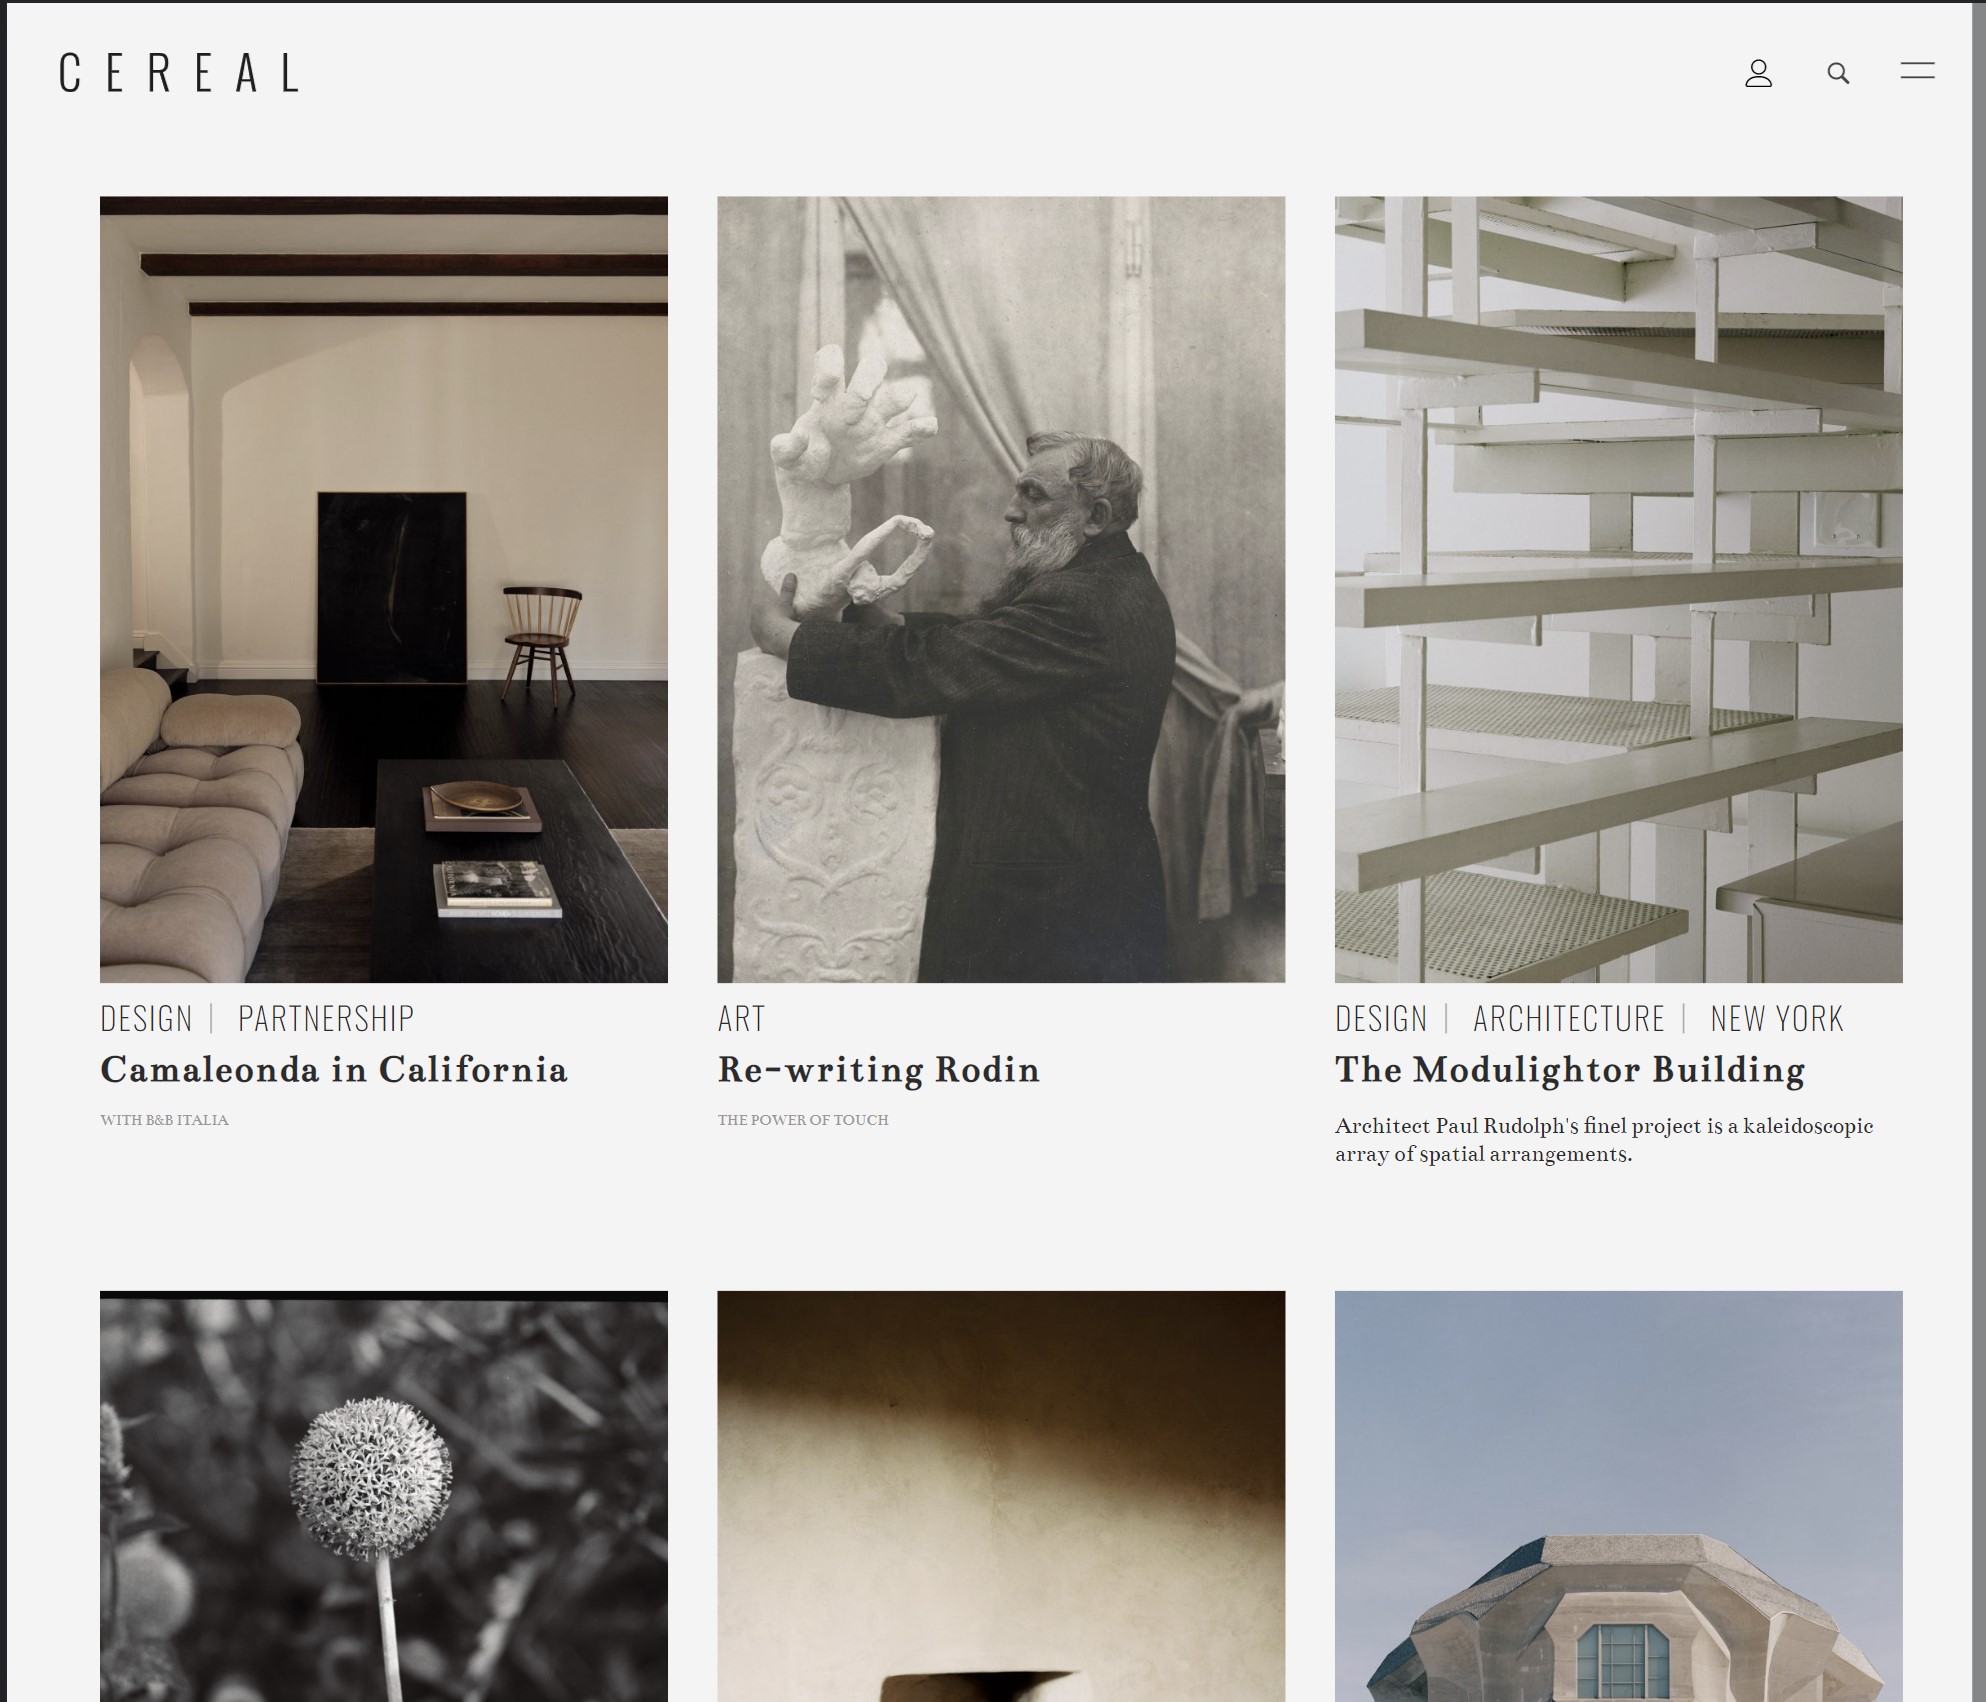 CEREAL
DESIGN | PARTNERSHIP
Camaleonda in California
WITH B&B ITALIA
ART
Re-writing Rodin
THE POWER OF TOUCH
DESIGN | ARCHITECTURE | NEW YORK
The Modulightor Building
Architect Paul Rudolph's finel project is a kaleidoscopic
array of spatial arrangements.